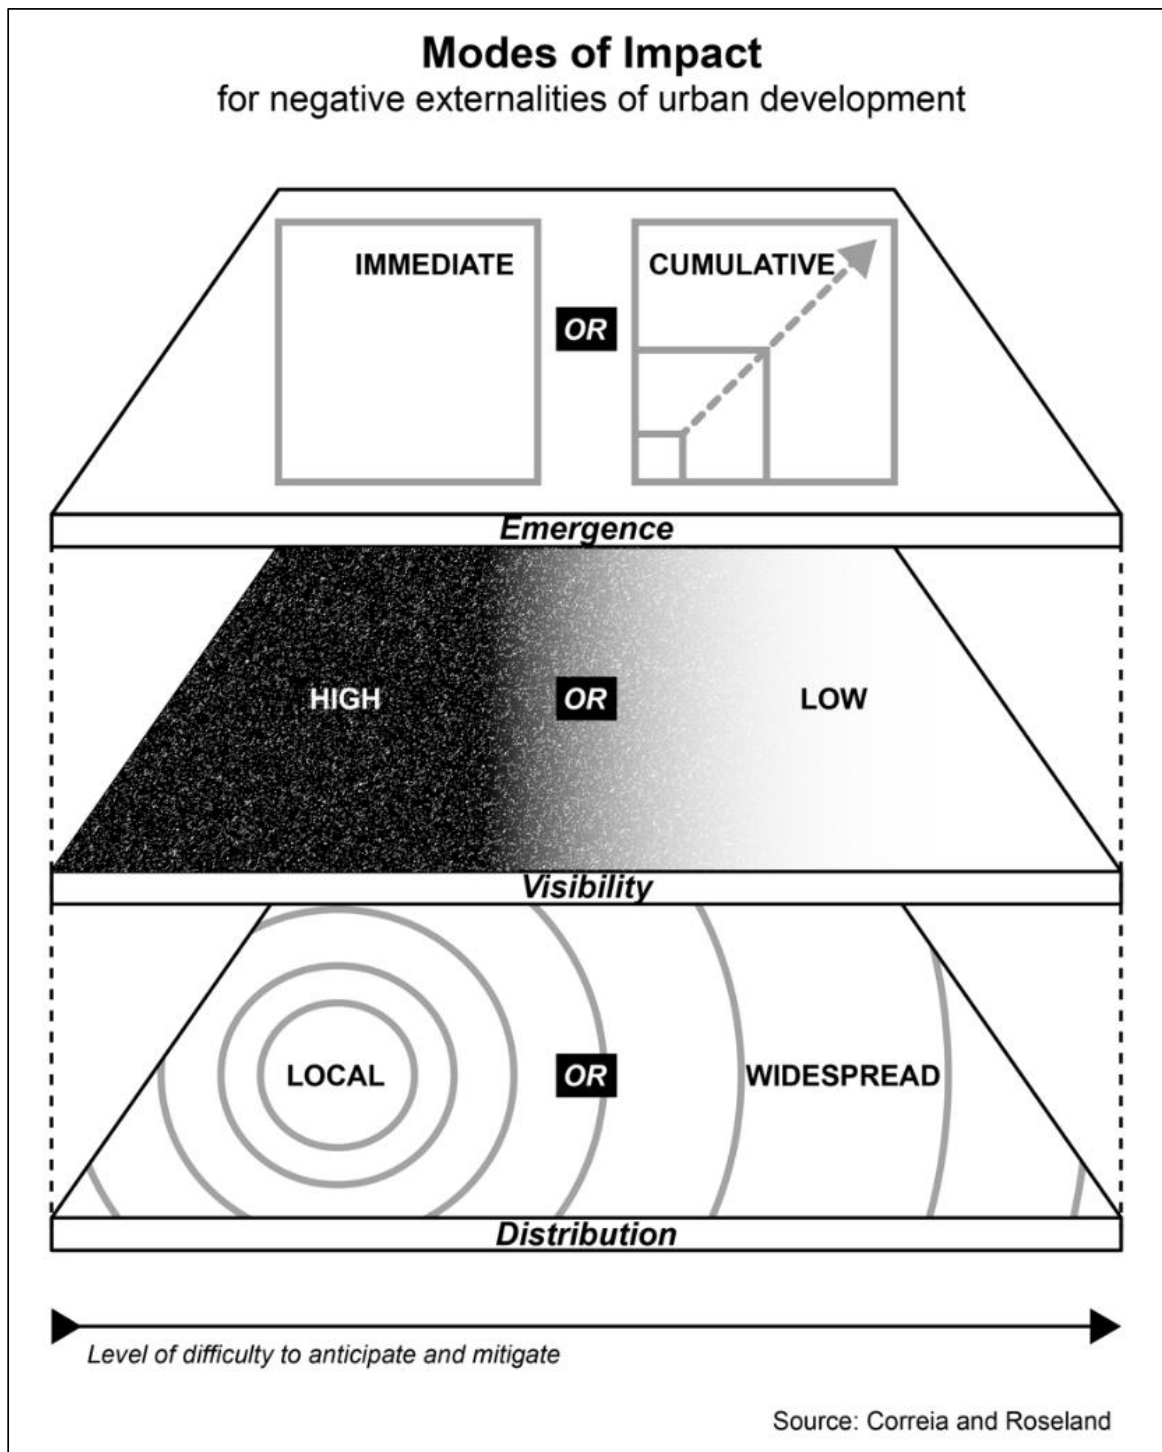 Modes of Impact
for negative externalities of urban development
IMMEDIATE
OR
CUMULATIVE
Emergence
HIGH
OR
LOW
Visibility
LOCAL
OR
WIDESPREAD
Distribution
Level of difficulty to anticipate and mitigate
Source: Correia and Roseland